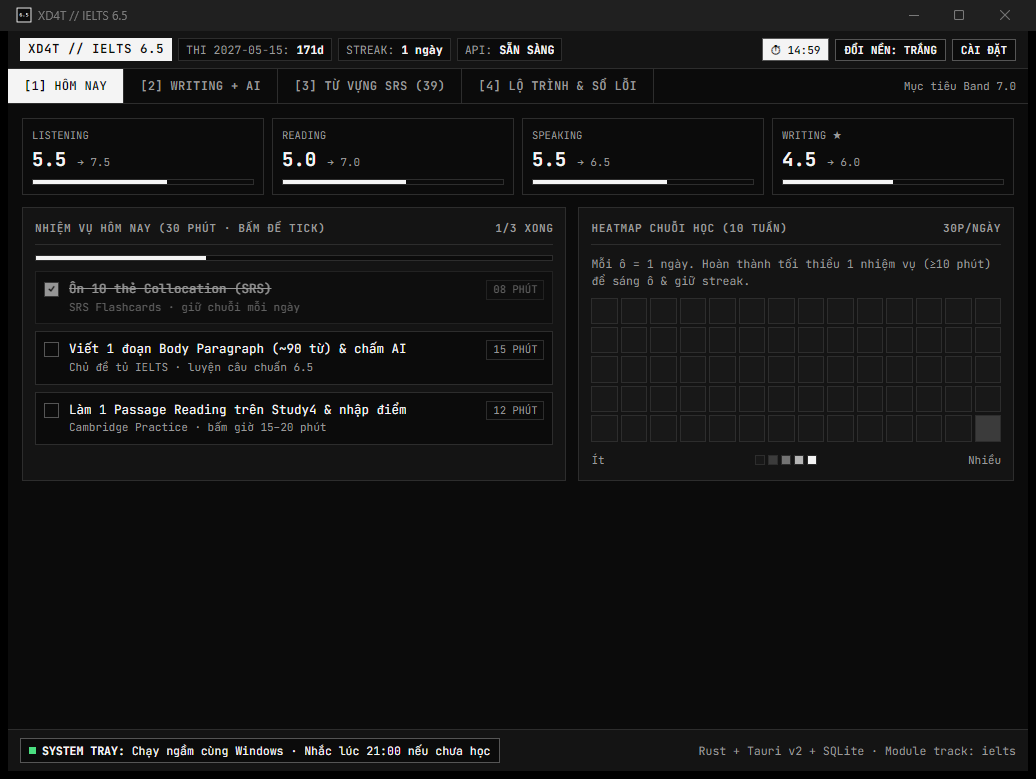 6.5 XD4T // IELTS 6.5
XD4T // IELTS 6.5
THI 2027-05-15: 171d
STREAK: 1 ngày
API: SẴN SÀNG
⏱ 14:59
ĐỔI NỀN: TRẮNG
CÀI ĐẶT
[1] HÔM NAY
[2] WRITING + AI
[3] TỪ VỰNG SRS (39)
[4] LỘ TRÌNH & SỔ LỖI
Mục tiêu Band 7.0
LISTENING
5.5 → 7.5
READING
5.0 → 7.0
SPEAKING
5.5 → 6.5
WRITING ★
4.5 → 6.0
NHIỆM VỤ HÔM NAY (30 PHÚT · BẤM ĐỂ TICK)
1/3 XONG
Ôn 10 thẻ Collocation (SRS)
08 PHÚT
SRS Flashcards · giữ chuỗi mỗi ngày
Viết 1 đoạn Body Paragraph (~90 từ) & chấm AI
15 PHÚT
Chủ đề tủ IELTS · luyện câu chuẩn 6.5
Làm 1 Passage Reading trên Study4 & nhập điểm
12 PHÚT
Cambridge Practice · bấm giờ 15–20 phút
HEATMAP CHUỖI HỌC (10 TUẦN)
30P/NGÀY
Mỗi ô = 1 ngày. Hoàn thành tối thiểu 1 nhiệm vụ (≥10 phút)
để sáng ô & giữ streak.
Ít
Nhiều
SYSTEM TRAY: Chạy ngầm cùng Windows · Nhắc lúc 21:00 nếu chưa học
Rust + Tauri v2 + SQLite · Module track: ielts